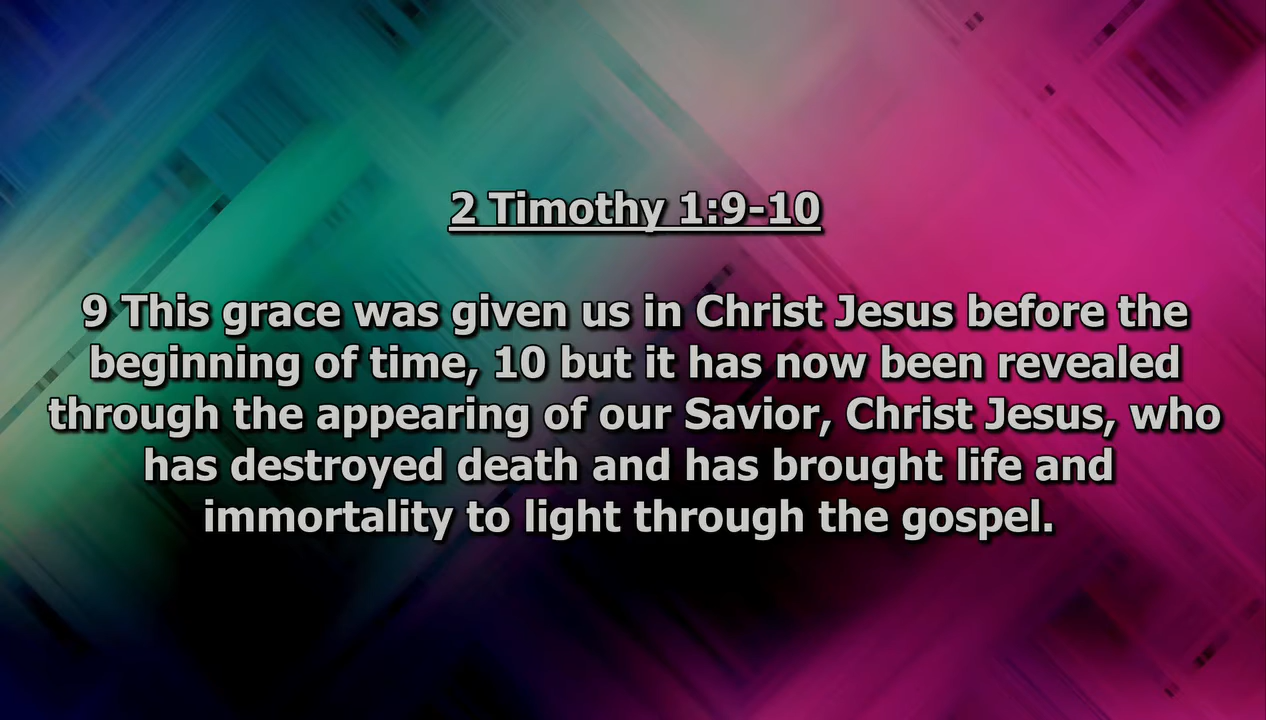 2 Timothy 1:9-10
9 This grace was given us in Christ Jesus before the
beginning of time, 10 but it has now been revealed
through the appearing of our Savior, Christ Jesus, who
has destroyed death and has brought life and
immortality to light through the gospel.